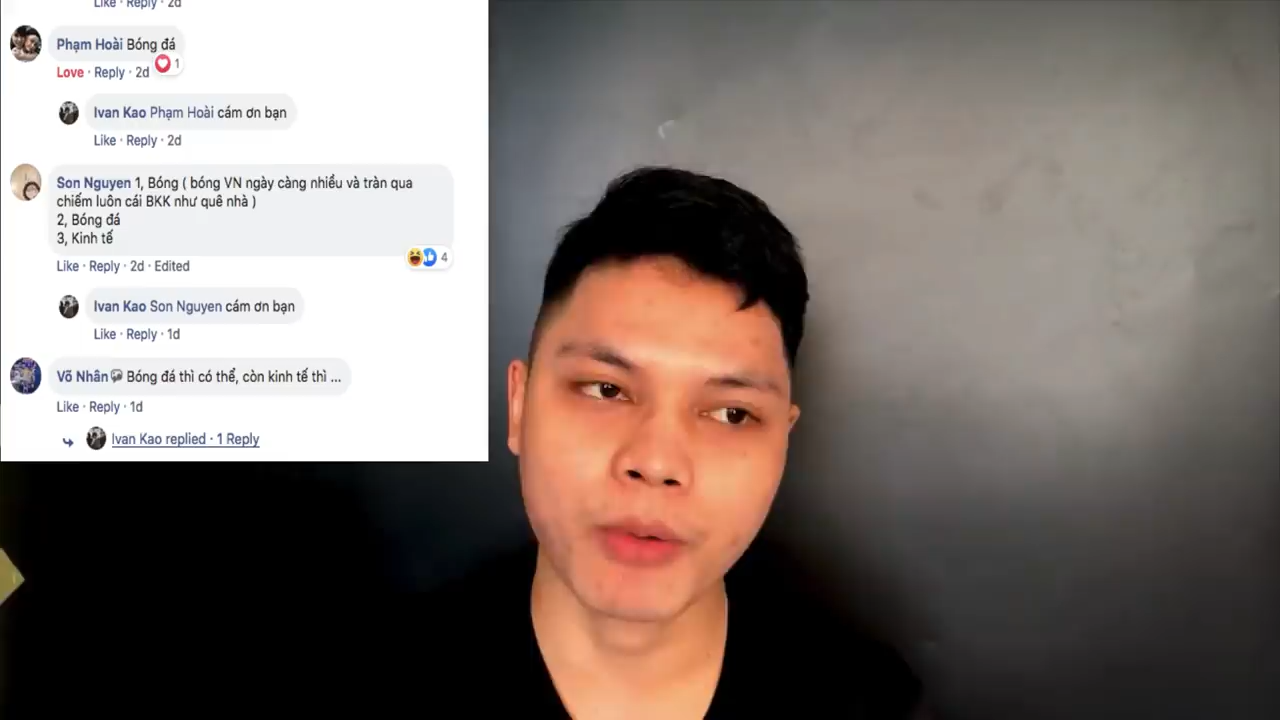 Like · Reply · 2d
Phạm Hoài Bóng đá
1
Love · Reply · 2d
Ivan Kao Phạm Hoài cám ơn bạn
Like · Reply · 2d
Son Nguyen 1, Bóng ( bóng VN ngày càng nhiều và tràn qua
chiếm luôn cái BKK như quê nhà )
2, Bóng đá
3, Kinh tế
4
Like · Reply · 2d · Edited
Ivan Kao Son Nguyen cám ơn bạn
Like · Reply · 1d
Võ Nhân Bóng đá thì có thể, còn kinh tế thì ...
Like · Reply · 1d
Ivan Kao replied · 1 Reply